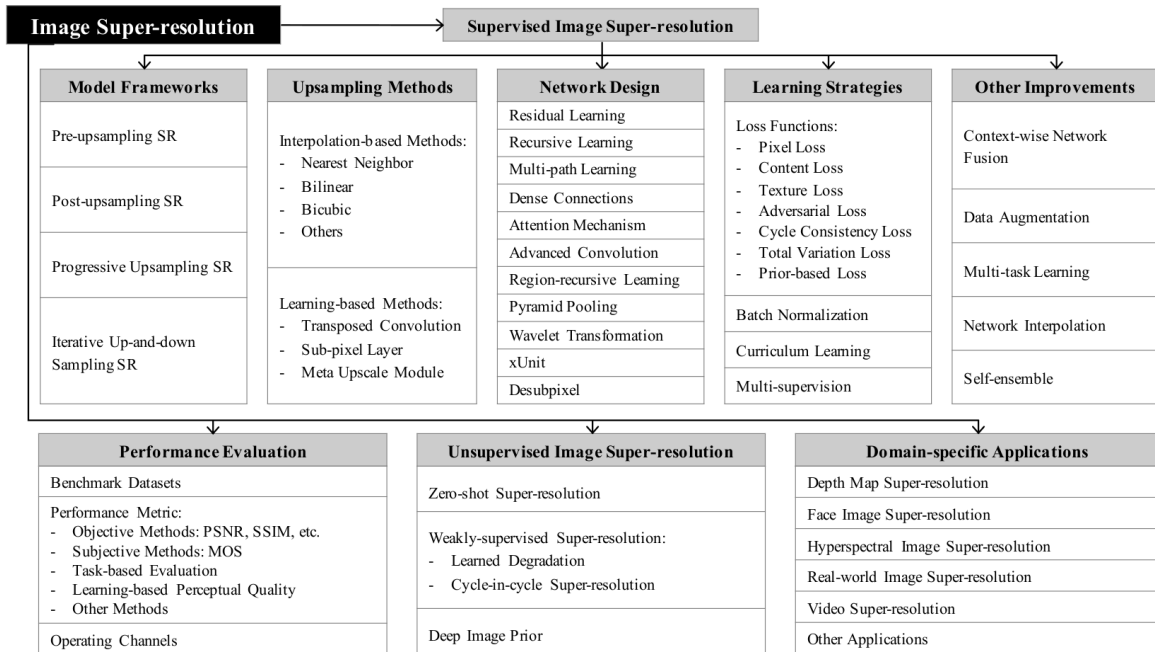 Image Super-resolution
Supervised Image Super-resolution
Model Frameworks
Pre-upsampling SR
Post-upsampling SR
Progressive Upsampling SR
Iterative Up-and-down
Sampling SR
Upsampling Methods
Interpolation-based Methods:
- Nearest Neighbor
- Bilinear
- Bicubic
- Others
Learning-based Methods:
- Transposed Convolution
- Sub-pixel Layer
- Meta Upscale Module
Network Design
Residual Learning
Recursive Learning
Multi-path Learning
Dense Connections
Attention Mechanism
Advanced Convolution
Region-recursive Learning
Pyramid Pooling
Wavelet Transformation
xUnit
Desubpixel
Learning Strategies
Loss Functions:
- Pixel Loss
- Content Loss
- Texture Loss
- Adversarial Loss
- Cycle Consistency Loss
- Total Variation Loss
- Prior-based Loss
Batch Normalization
Curriculum Learning
Multi-supervision
Other Improvements
Context-wise Network
Fusion
Data Augmentation
Multi-task Learning
Network Interpolation
Self-ensemble
Performance Evaluation
Benchmark Datasets
Performance Metric:
- Objective Methods: PSNR, SSIM, etc.
- Subjective Methods: MOS
- Task-based Evaluation
- Learning-based Perceptual Quality
- Other Methods
Operating Channels
Unsupervised Image Super-resolution
Zero-shot Super-resolution
Weakly-supervised Super-resolution:
- Learned Degradation
- Cycle-in-cycle Super-resolution
Deep Image Prior
Domain-specific Applications
Depth Map Super-resolution
Face Image Super-resolution
Hyperspectral Image Super-resolution
Real-world Image Super-resolution
Video Super-resolution
Other Applications